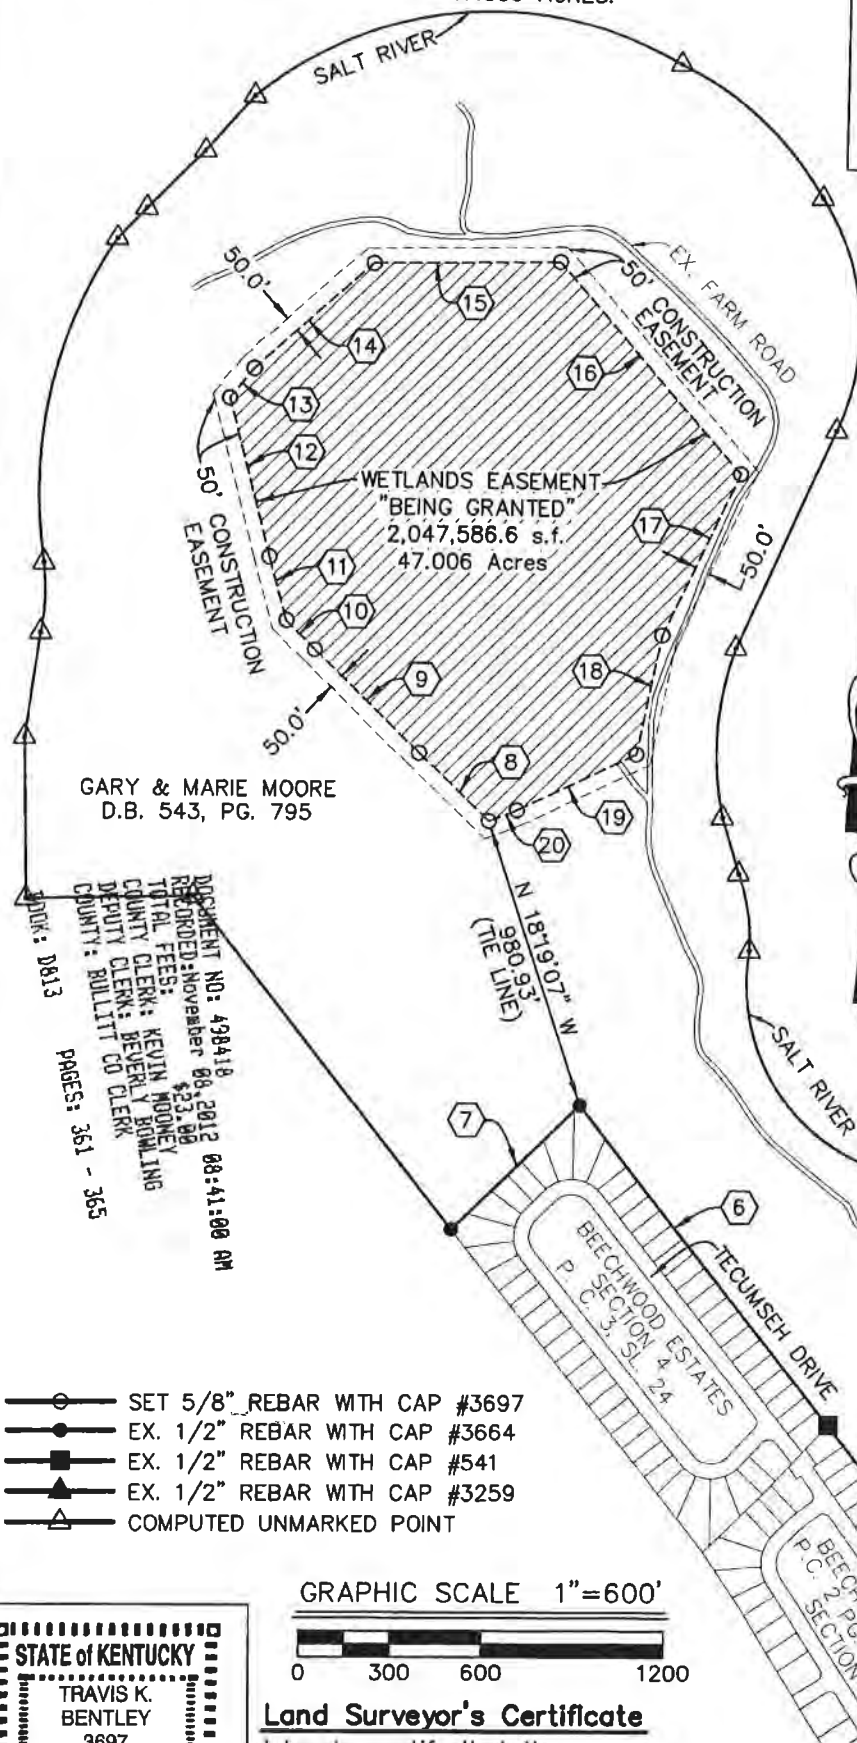 SALT RIVER
EX. FARM ROAD
50.0'
50' CONSTRUCTION
EASEMENT
15
14
16
13
12
WETLANDS EASEMENT
"BEING GRANTED"
2,047,586.6 s.f.
47.006 Acres
17
50.0'
50' CONSTRUCTION
EASEMENT
11
10
9
18
50.0'
8
19
20
GARY & MARIE MOORE
D.B. 543, PG. 795
N 18°19'07" W
980.93'
(TIE LINE)
DOCUMENT NO: 498418
RECORDED: November 08, 2012 08:41:00 AM
TOTAL FEES: $23.00
COUNTY CLERK: KEVIN MOONEY
DEPUTY CLERK: BEVERLY BOWLING
COUNTY: BULLITT CO CLERK
BOOK: D813 PAGES: 361 - 365
SALT RIVER
7
6
TECUMSEH DRIVE
BEECHWOOD ESTATES
SECTION 4
P. C. 3, SL. 24
SET 5/8" REBAR WITH CAP #3697
EX. 1/2" REBAR WITH CAP #3664
EX. 1/2" REBAR WITH CAP #541
EX. 1/2" REBAR WITH CAP #3259
COMPUTED UNMARKED POINT
P.C. 2 PG
SECTION
GRAPHIC SCALE 1"=600'
0 300 600 1200
STATE of KENTUCKY
TRAVIS K.
BENTLEY
3697
Land Surveyor's Certificate